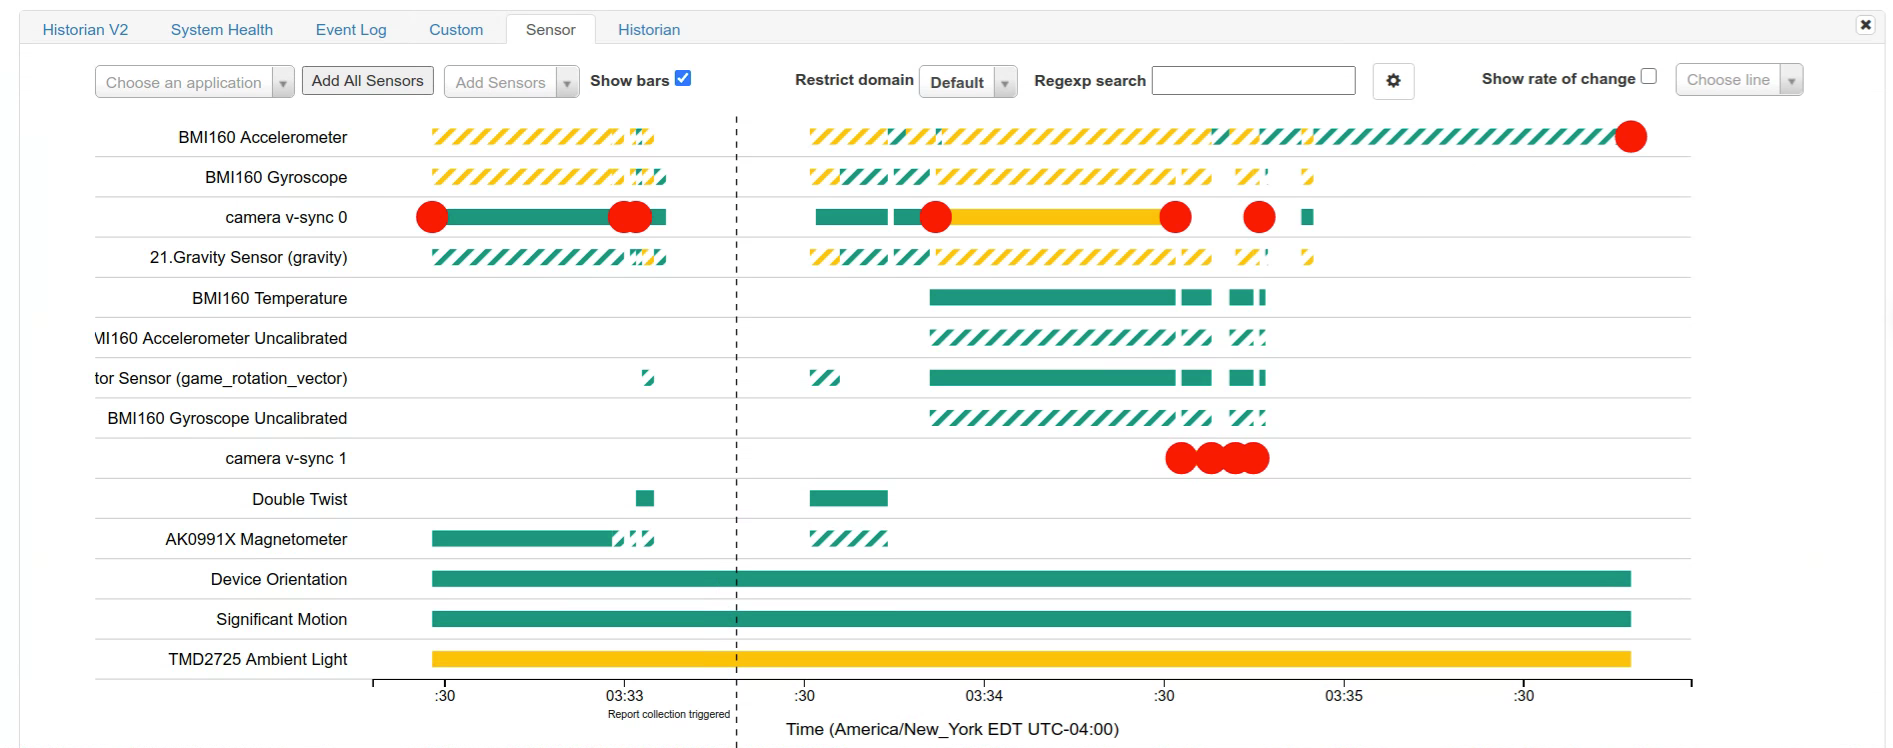 Historian V2 System Health Event Log Custom Sensor Historian
Choose an application Add All Sensors Add Sensors Show bars Restrict domain Default Regexp search Show rate of change Choose line
BMI160 Accelerometer
BMI160 Gyroscope
camera v-sync 0
21.Gravity Sensor (gravity)
BMI160 Temperature
MI160 Accelerometer Uncalibrated
tor Sensor (game_rotation_vector)
BMI160 Gyroscope Uncalibrated
camera v-sync 1
Double Twist
AK0991X Magnetometer
Device Orientation
Significant Motion
TMD2725 Ambient Light
:30 03:33 :30 03:34 :30 03:35 :30
Report collection triggered
Time (America/New_York EDT UTC-04:00)